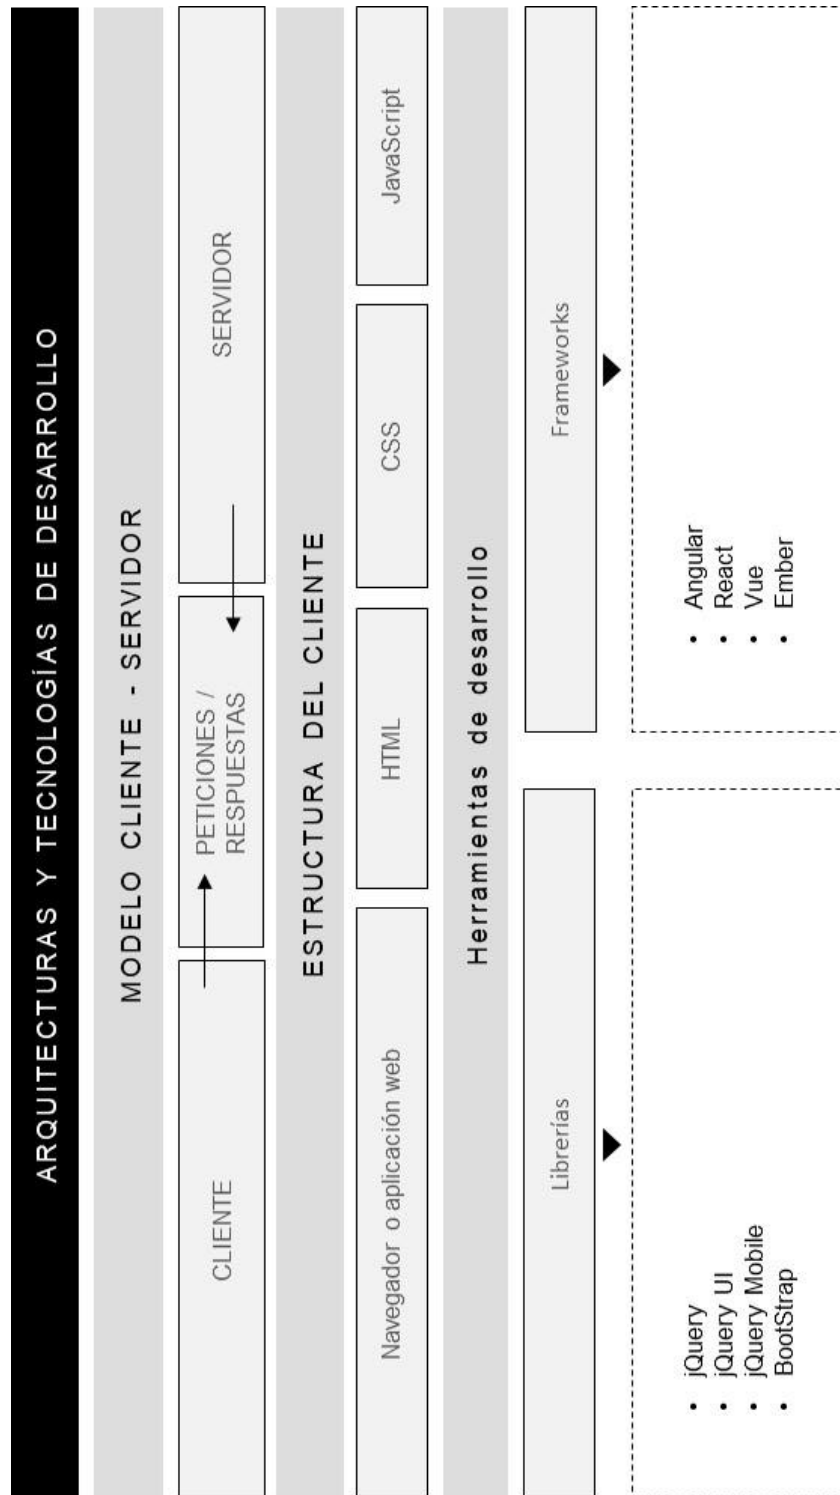 ARQUITECTURAS Y TECNOLOGÍAS DE DESARROLLO
MODELO CLIENTE - SERVIDOR
CLIENTE
PETICIONES /
RESPUESTAS
SERVIDOR
ESTRUCTURA DEL CLIENTE
Navegador o aplicación web
HTML
CSS
JavaScript
Herramientas de desarrollo
Librerías
Frameworks
• jQuery
• jQuery UI
• jQuery Mobile
• BootStrap
• Angular
• React
• Vue
• Ember